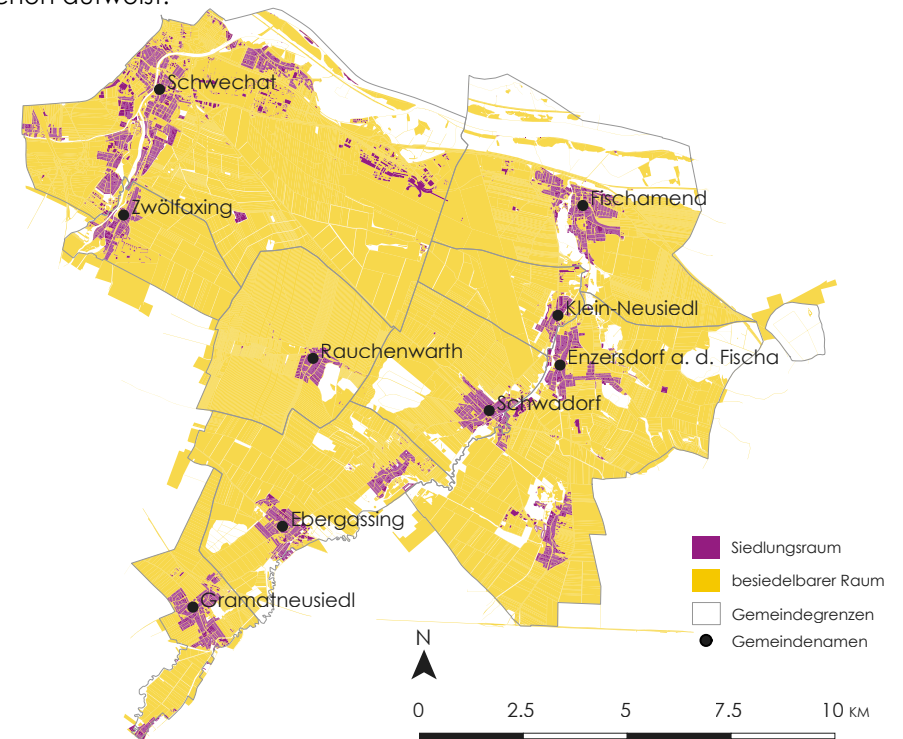 aufweist.
Schwechat
Zwölfaxing
Fischamend
Klein-Neusiedl
Rauchenwarth
Enzersdorf a. d. Fischa
Schwadorf
Ebergassing
Gramatneusiedl
Siedlungsraum
besiedelbarer Raum
Gemeindegrenzen
Gemeindenamen
N
0 2.5 5 7.5 10 KM